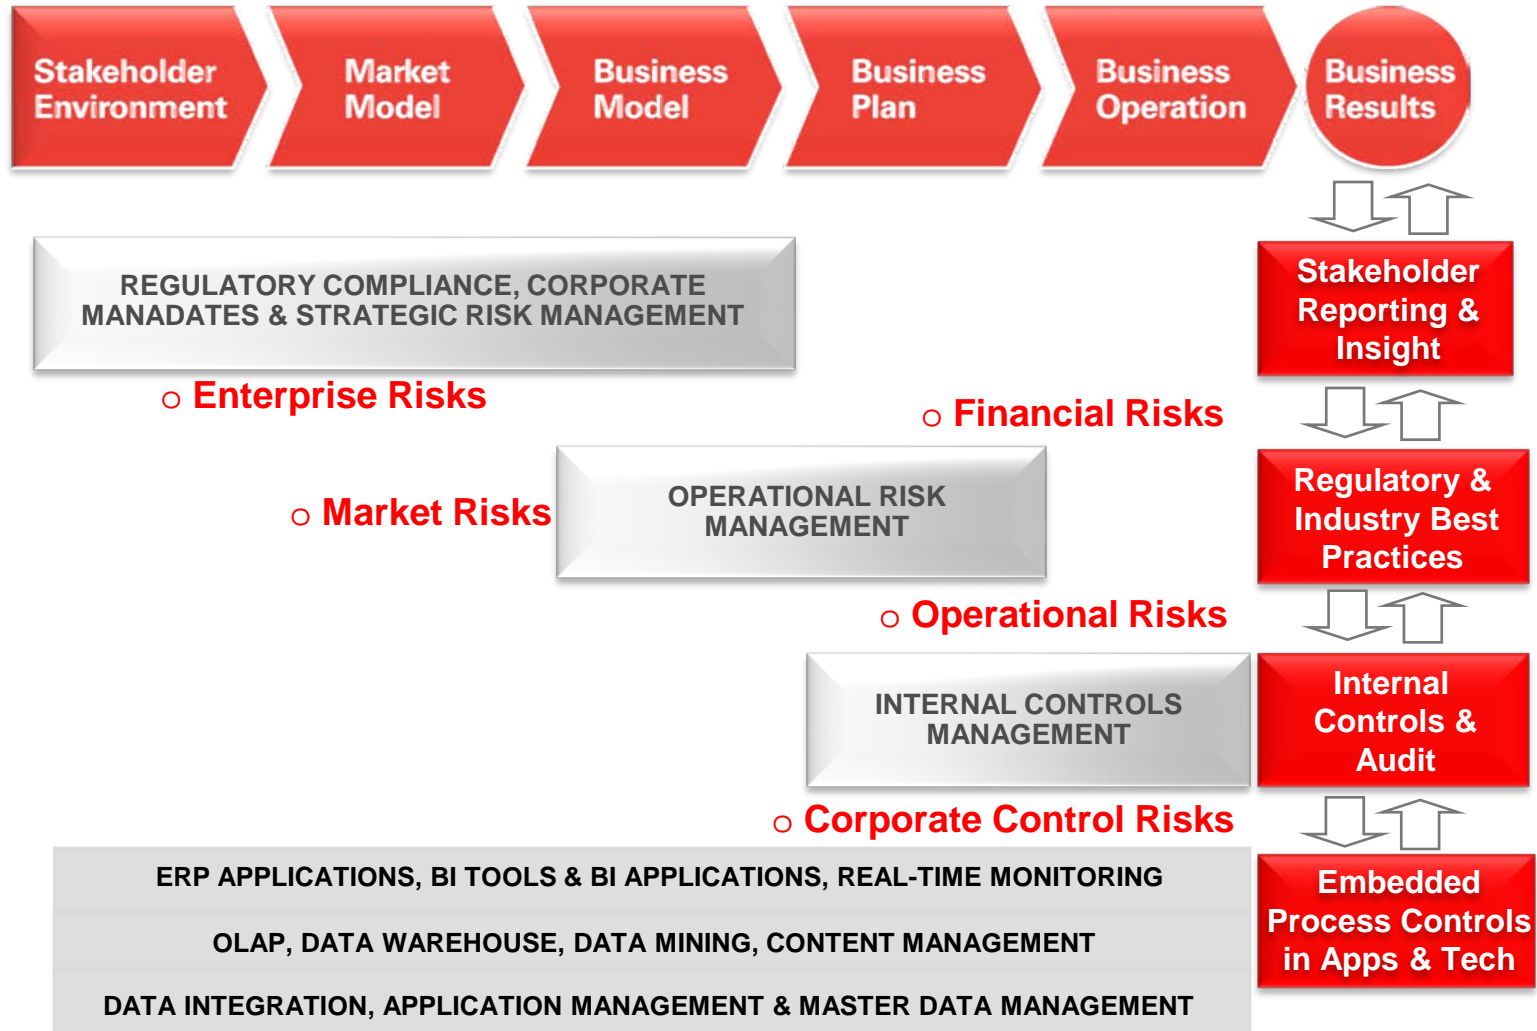 Stakeholder
Environment
Market
Model
Business
Model
Business
Plan
Business
Operation
Business
Results
REGULATORY COMPLIANCE, CORPORATE
MANADATES & STRATEGIC RISK MANAGEMENT
Stakeholder
Reporting &
Insight
o Enterprise Risks
o Financial Risks
o Market Risks
OPERATIONAL RISK
MANAGEMENT
Regulatory &
Industry Best
Practices
o Operational Risks
INTERNAL CONTROLS
MANAGEMENT
Internal
Controls &
Audit
o Corporate Control Risks
ERP APPLICATIONS, BI TOOLS & BI APPLICATIONS, REAL-TIME MONITORING
OLAP, DATA WAREHOUSE, DATA MINING, CONTENT MANAGEMENT
DATA INTEGRATION, APPLICATION MANAGEMENT & MASTER DATA MANAGEMENT
Embedded
Process Controls
in Apps & Tech